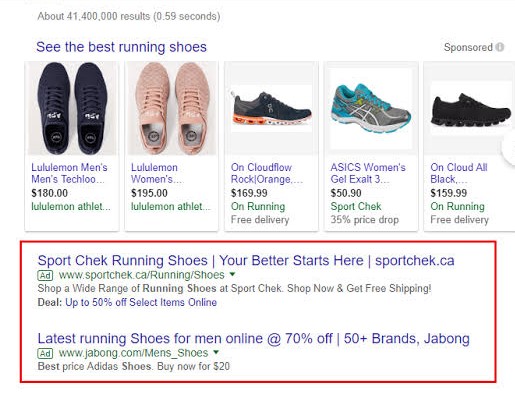 About 41,400,000 results (0.59 seconds)
See the best running shoes
Sponsored
Lululemon Men's
Men's Techloo...
$180.00
lululemon athlet...
Lululemon
Women's...
$195.00
lululemon athlet...
On Cloudflow
Rock|Orange,...
$169.99
On Running
Free delivery
ASICS Women's
Gel Exalt 3...
$50.90
Sport Chek
35% price drop
On Cloud All
Black,...
$159.99
On Running
Free delivery
Sport Chek Running Shoes | Your Better Starts Here | sportchek.ca
Ad www.sportchek.ca/Running/Shoes
Shop a Wide Range of Running Shoes at Sport Chek. Shop Now & Get Free Shipping!
Deal: Up to 50% off Select Items Online
Latest running Shoes for men online @ 70% off | 50+ Brands, Jabong
Ad www.jabong.com/Mens_Shoes
Best price Adidas Shoes. Buy now for $20